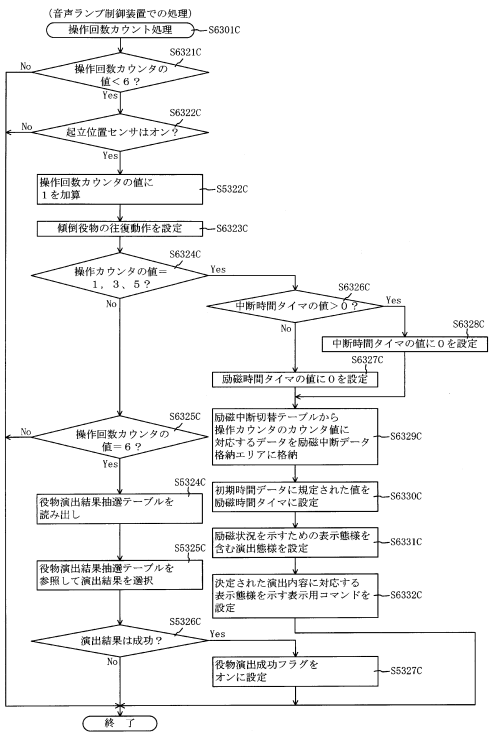 (音声ランプ制御装置での処理)
操作回数カウント処理
S6301C
S6321C
操作回数カウンタの
値<6?
No
Yes
S6322C
起立位置センサはオン?
No
Yes
操作回数カウンタの値に
1を加算
S5322C
傾倒役物の往復動作を設定
S6323C
S6324C
操作カウンタの値=
1,3、5?
Yes
No
S6326C
中断時間タイマの値>0?
Yes
No
S6328C
中断時間タイマの値に0を設定
S6327C
励磁時間タイマの値に0を設定
励磁中断切替テーブルから
操作カウンタのカウンタ値に
対応するデータを励磁中断データ
格納エリアに格納
S6329C
S6325C
操作回数カウンタの
値=6?
No
Yes
初期時間データに規定された値を
励磁時間タイマに設定
S6330C
S5324C
役物演出結果抽選テーブルを
読み出し
励磁状況を示すための表示態様を
含む演出態様を設定
S6331C
S5325C
役物演出結果抽選テーブルを
参照して演出結果を選択
決定された演出内容に対応する
表示態様を示す表示用コマンドを
設定
S6332C
S5326C
演出結果は成功?
Yes
No
役物演出成功フラグを
オンに設定
S5327C
終了